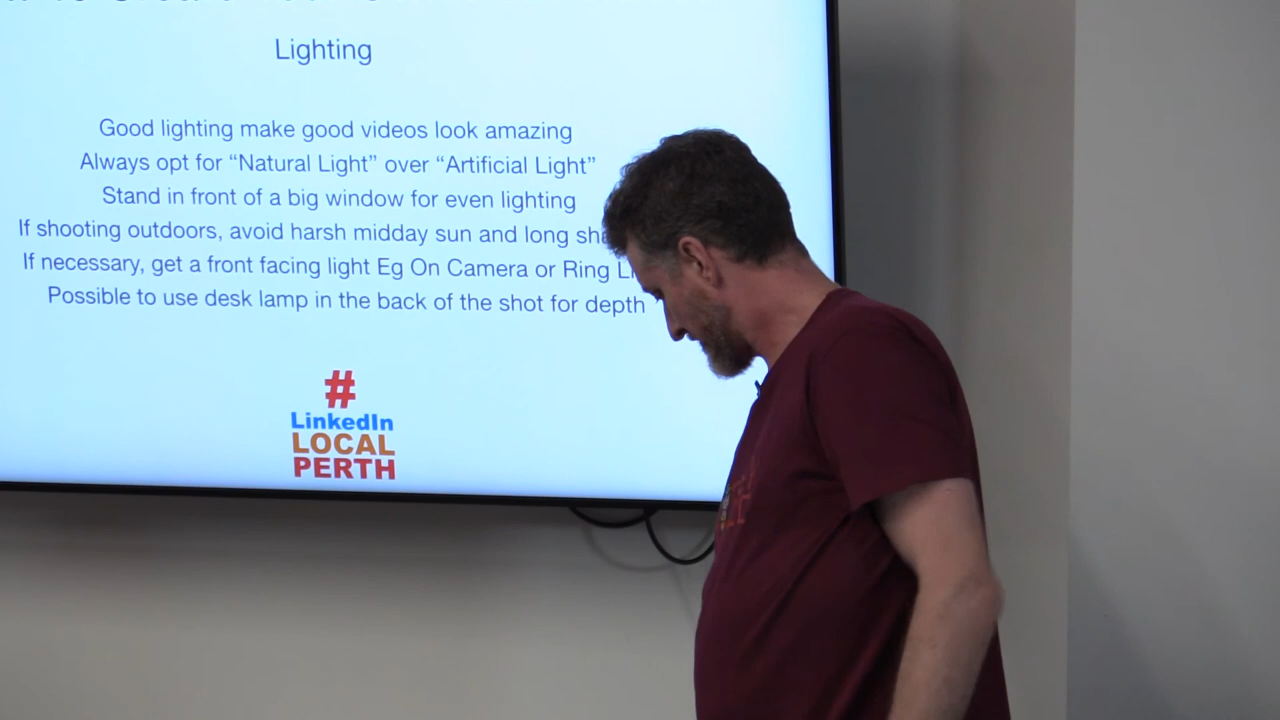 Lighting
Good lighting make good videos look amazing
Always opt for “Natural Light” over “Artificial Light”
Stand in front of a big window for even lighting
If shooting outdoors, avoid harsh midday sun and long
If necessary, get a front facing light Eg On Camera or Ring
Possible to use desk lamp in the back of the shot for depth
#
LinkedIn
LOCAL
PERTH